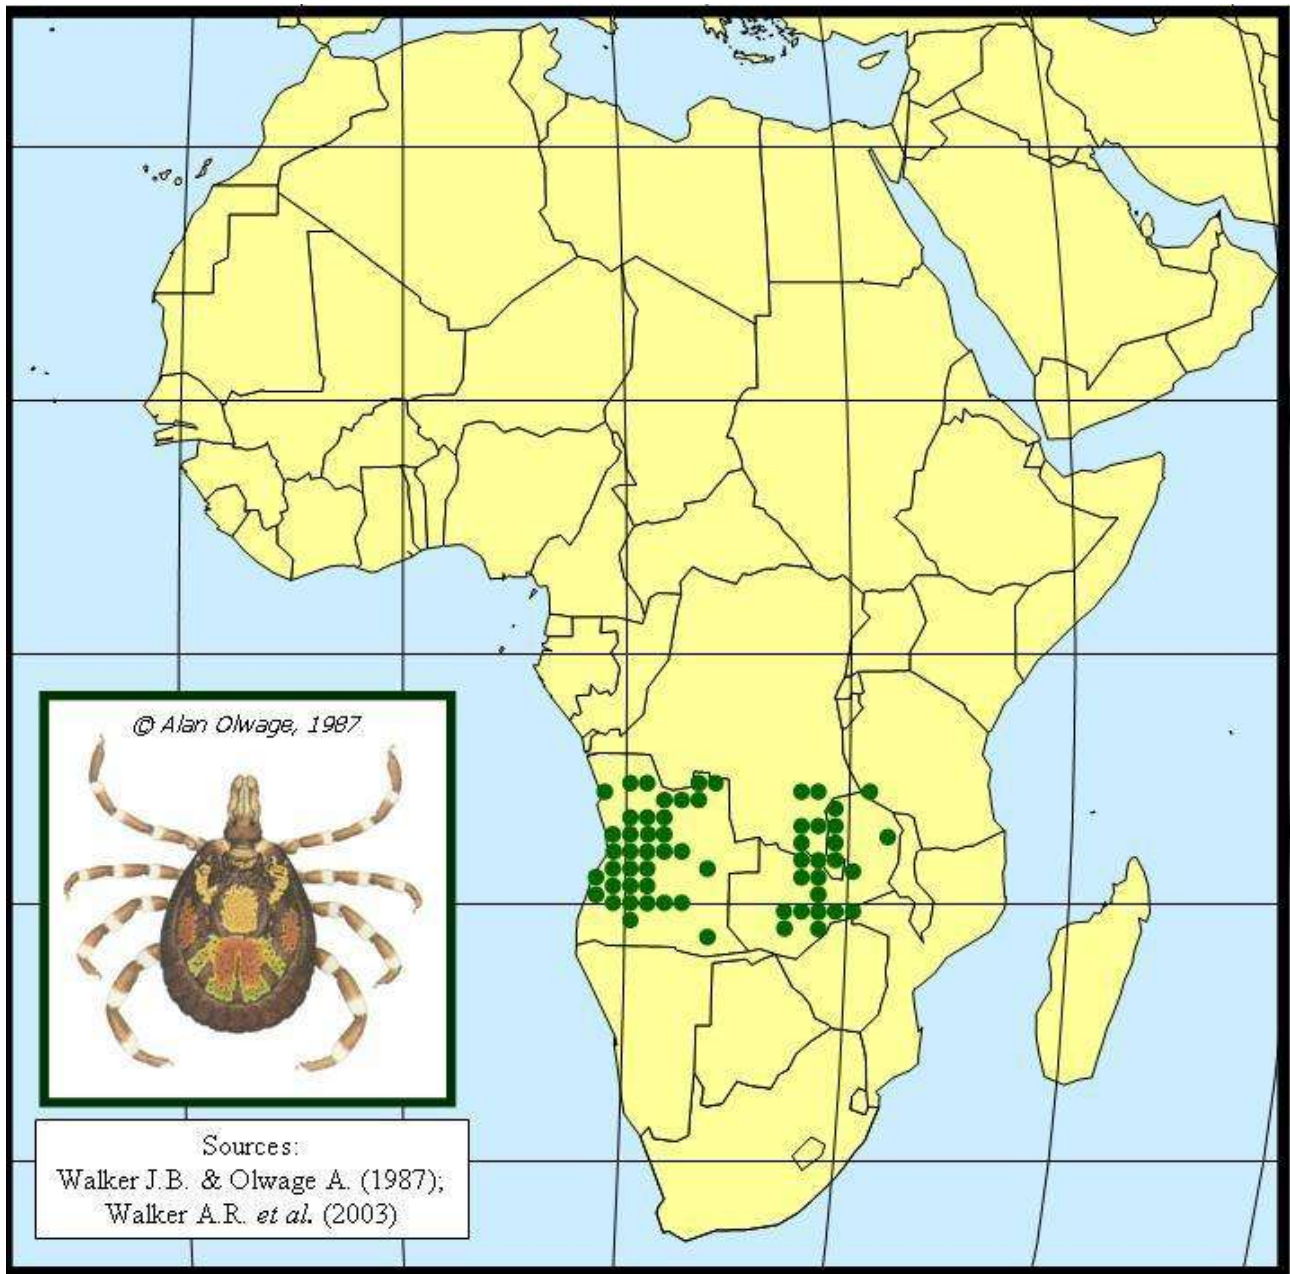 © Alan Olwage, 1987
Sources:
Walker J.B. & Olwage A. (1987);
Walker A.R. et al. (2003)